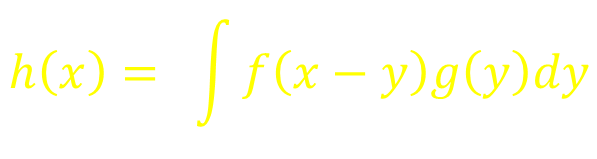 h(x) = ∫ f(x − y)g(y)dy